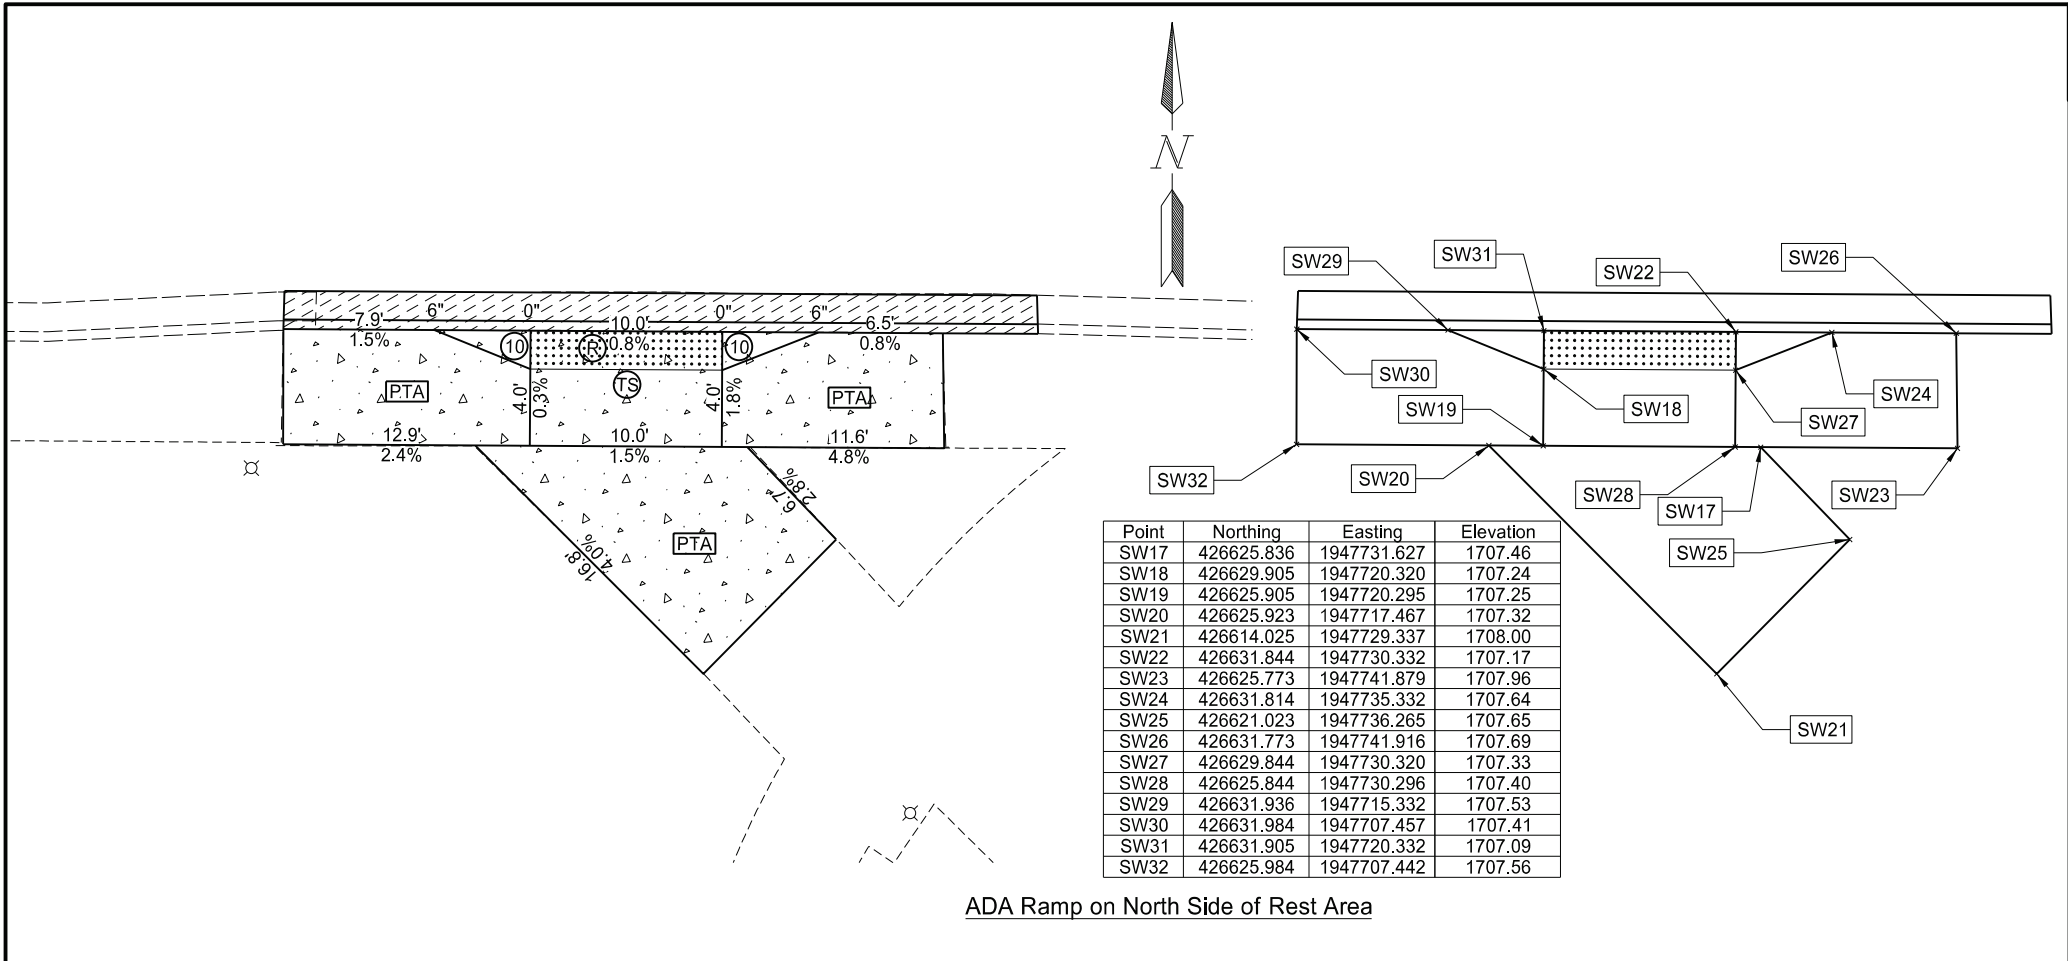 N
7.9'
6"
0"
10.0'
0"
6"
6.5'
1.5%
10
R
0.8%
10
0.8%
TS
PTA
4.0'
0.3%
4.0'
1.8%
PTA
12.9'
2.4%
10.0'
1.5%
11.6'
4.8%
6.7'
2.8%
PTA
16.8'
4.0%
SW29
SW31
SW22
SW26
SW30
SW19
SW18
SW27
SW24
SW32
SW20
SW28
SW17
SW23
SW25
SW21
Point Northing Easting Elevation
SW17 426625.836 1947731.627 1707.46
SW18 426629.905 1947720.320 1707.24
SW19 426625.905 1947720.295 1707.25
SW20 426625.923 1947717.467 1707.32
SW21 426614.025 1947729.337 1708.00
SW22 426631.844 1947730.332 1707.17
SW23 426625.773 1947741.879 1707.96
SW24 426631.814 1947735.332 1707.64
SW25 426621.023 1947736.265 1707.65
SW26 426631.773 1947741.916 1707.69
SW27 426629.844 1947730.320 1707.33
SW28 426625.844 1947730.296 1707.40
SW29 426631.936 1947715.332 1707.53
SW30 426631.984 1947707.457 1707.41
SW31 426631.905 1947720.332 1707.09
SW32 426625.984 1947707.442 1707.56
ADA Ramp on North Side of Rest Area